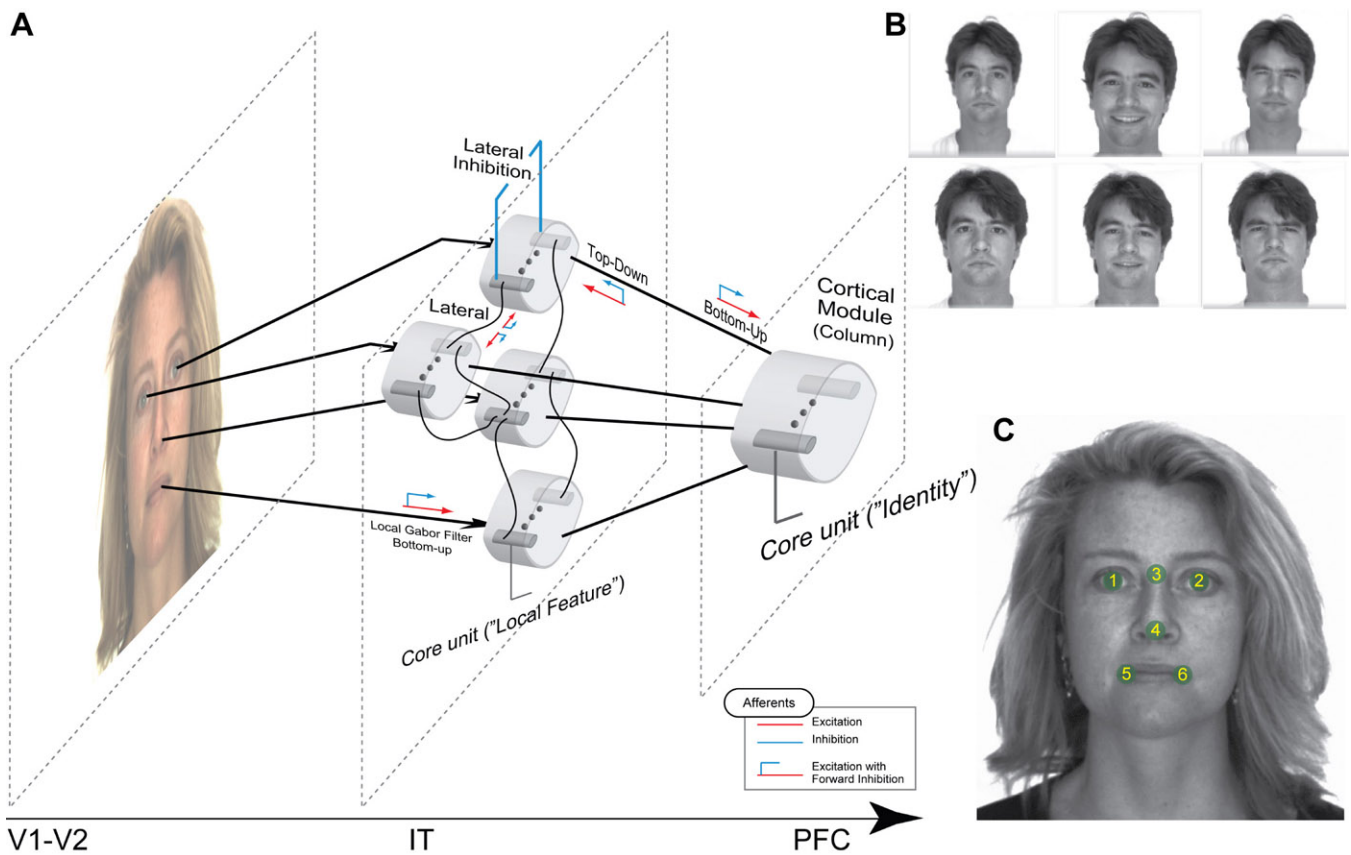 A
B
Lateral
Inhibition
Top-Down
Bottom-Up
Cortical
Module
(Column)
Lateral
Local Gabor Filter
Bottom-up
Core unit ("Local Feature")
Core unit ("Identity")
C
1
3
2
4
5
6
Afferents
Excitation
Inhibition
Excitation with
Forward Inhibition
V1-V2
IT
PFC